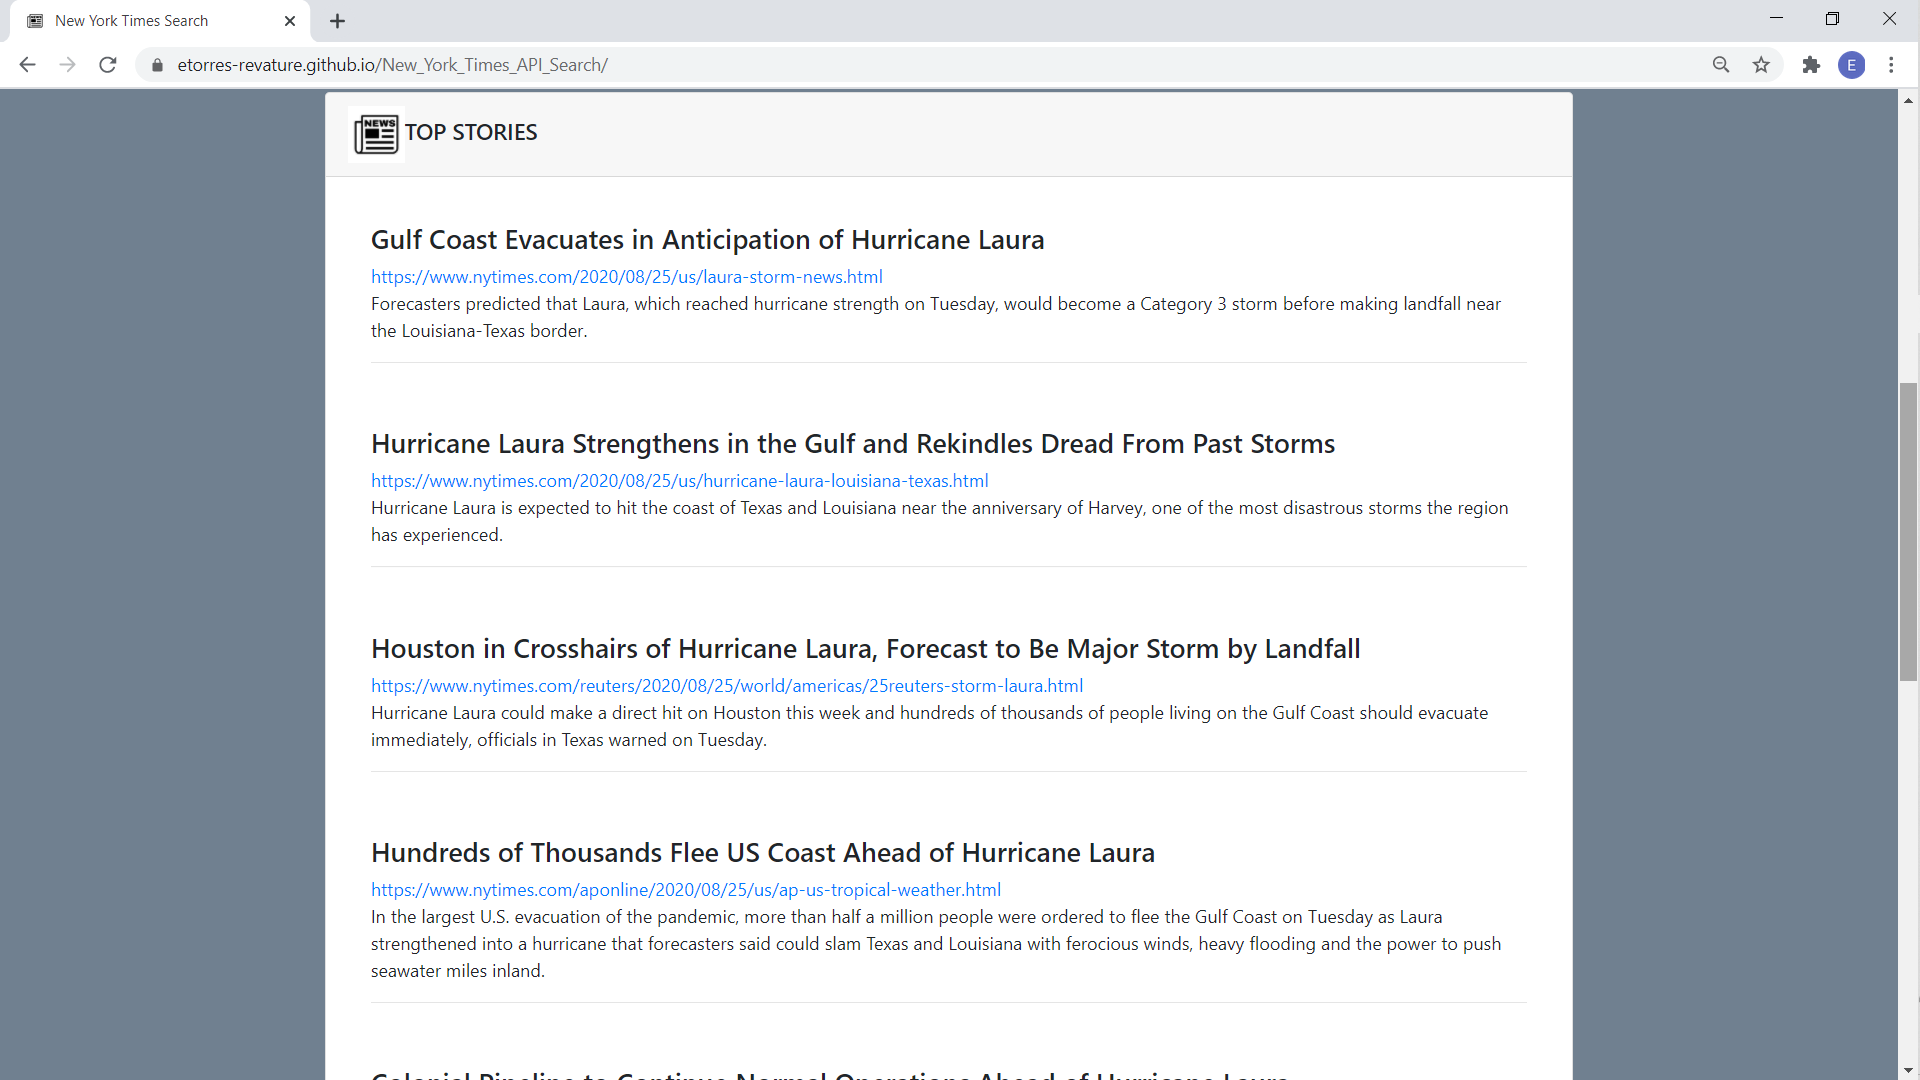 New York Times Search
etorres-revature.github.io/New_York_Times_API_Search/
E
NEWS
TOP STORIES
Gulf Coast Evacuates in Anticipation of Hurricane Laura
https://www.nytimes.com/2020/08/25/us/laura-storm-news.html
Forecasters predicted that Laura, which reached hurricane strength on Tuesday, would become a Category 3 storm before making landfall near
the Louisiana-Texas border.
Hurricane Laura Strengthens in the Gulf and Rekindles Dread From Past Storms
https://www.nytimes.com/2020/08/25/us/hurricane-laura-louisiana-texas.html
Hurricane Laura is expected to hit the coast of Texas and Louisiana near the anniversary of Harvey, one of the most disastrous storms the region
has experienced.
Houston in Crosshairs of Hurricane Laura, Forecast to Be Major Storm by Landfall
https://www.nytimes.com/reuters/2020/08/25/world/americas/25reuters-storm-laura.html
Hurricane Laura could make a direct hit on Houston this week and hundreds of thousands of people living on the Gulf Coast should evacuate
immediately, officials in Texas warned on Tuesday.
Hundreds of Thousands Flee US Coast Ahead of Hurricane Laura
https://www.nytimes.com/aponline/2020/08/25/us/ap-us-tropical-weather.html
In the largest U.S. evacuation of the pandemic, more than half a million people were ordered to flee the Gulf Coast on Tuesday as Laura
strengthened into a hurricane that forecasters said could slam Texas and Louisiana with ferocious winds, heavy flooding and the power to push
seawater miles inland.
Colonial Pipeline to Continue Normal Operations Ahead of Hurricane Laura